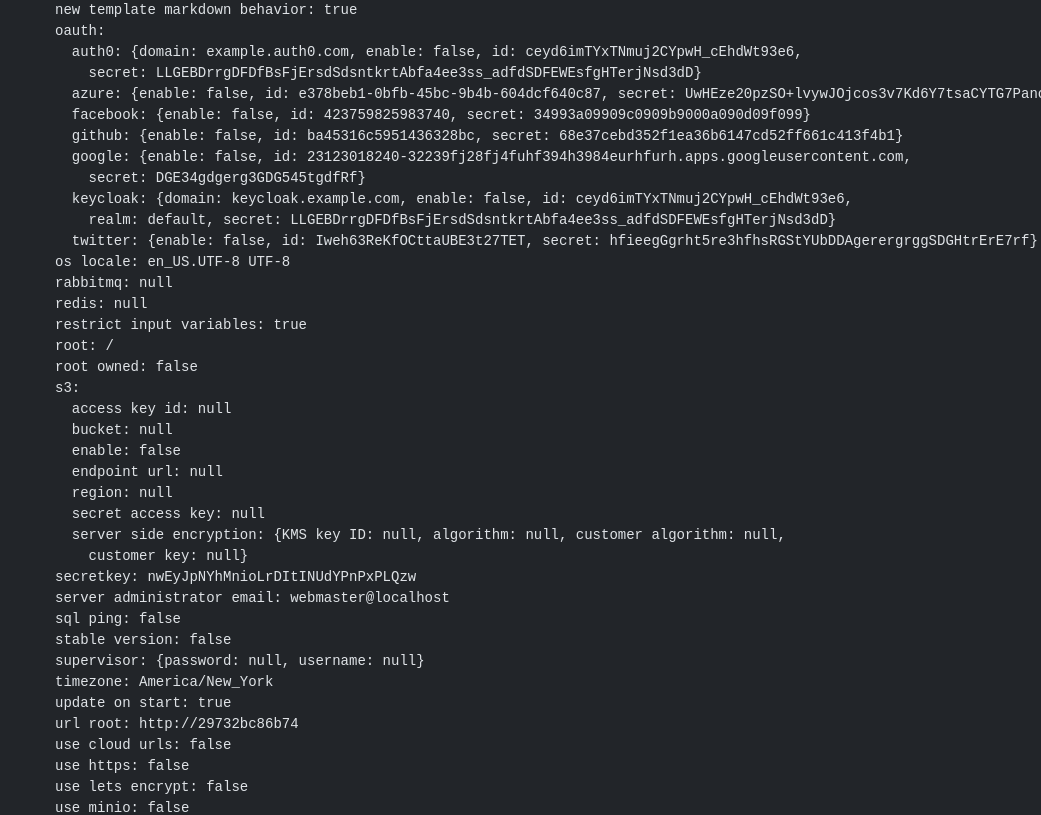 new template markdown behavior: true
oauth:
  auth0: {domain: example.auth0.com, enable: false, id: ceyd6imTYxTNmuj2CYpwH_cEhdWt93e6,
    secret: LLGEBDrrgDFDfBsFjErsdSdsntkrtAbfa4ee3ss_adfdSDFEWEsfgHTerjNsd3dD}
  azure: {enable: false, id: e378beb1-0bfb-45bc-9b4b-604dcf640c87, secret: UwHEze20pzSO+lvywJOjcos3v7Kd6Y7tsaCYTG7Panc
  facebook: {enable: false, id: 423759825983740, secret: 34993a09909c0909b9000a090d09f099}
  github: {enable: false, id: ba45316c5951436328bc, secret: 68e37cebd352f1ea36b6147cd52ff661c413f4b1}
  google: {enable: false, id: 23123018240-32239fj28fj4fuhf394h3984eurhfurh.apps.googleusercontent.com,
    secret: DGE34gdgerg3GDG545tgdfRf}
  keycloak: {domain: keycloak.example.com, enable: false, id: ceyd6imTYxTNmuj2CYpwH_cEhdWt93e6,
    realm: default, secret: LLGEBDrrgDFDfBsFjErsdSdsntkrtAbfa4ee3ss_adfdSDFEWEsfgHTerjNsd3dD}
  twitter: {enable: false, id: Iweh63ReKfOCttaUBE3t27TET, secret: hfieegGgrht5re3hfhsRGStYUbDDAgerergrggSDGHtrErE7rf}
os locale: en_US.UTF-8 UTF-8
rabbitmq: null
redis: null
restrict input variables: true
root: /
root owned: false
s3:
  access key id: null
  bucket: null
  enable: false
  endpoint url: null
  region: null
  secret access key: null
  server side encryption: {KMS key ID: null, algorithm: null, customer algorithm: null,
    customer key: null}
secretkey: nwEyJpNYhMnioLrDItINUdYPnPxPLQzw
server administrator email: webmaster@localhost
sql ping: false
stable version: false
supervisor: {password: null, username: null}
timezone: America/New_York
update on start: true
url root: http://29732bc86b74
use cloud urls: false
use https: false
use lets encrypt: false
use minio: false